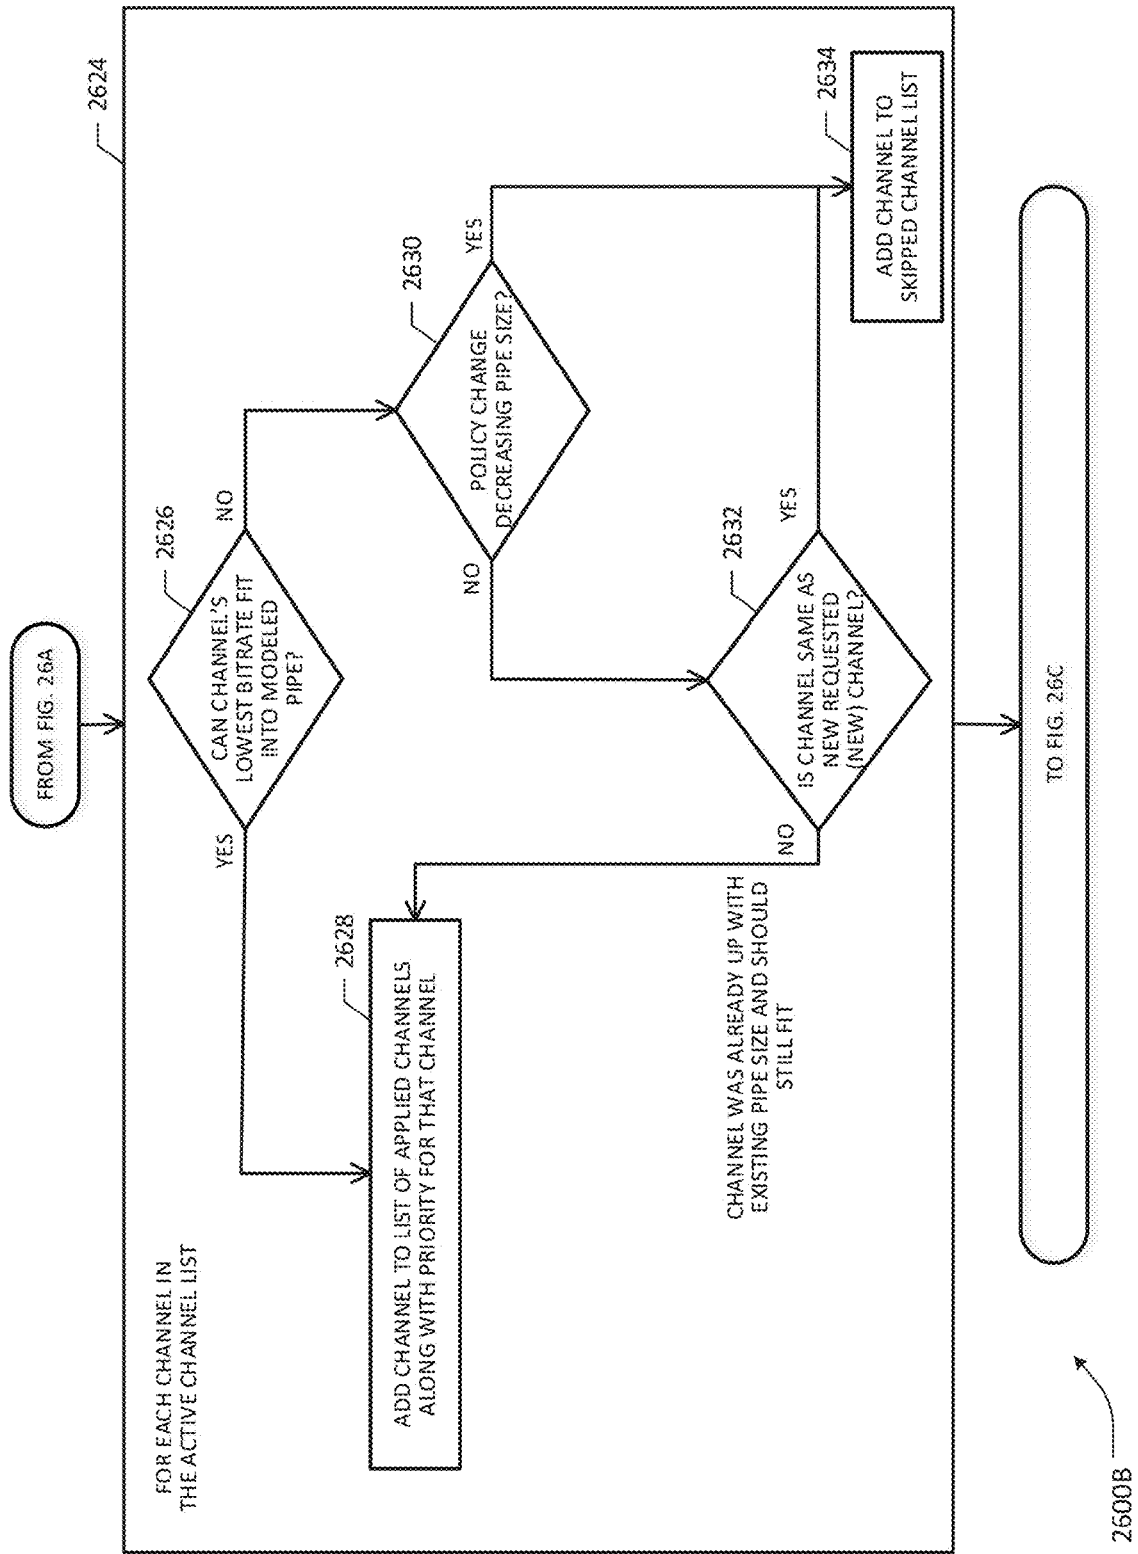 FROM FIG. 26A
2624
FOR EACH CHANNEL IN
THE ACTIVE CHANNEL LIST
2626
CAN CHANNEL'S
LOWEST BITRATE FIT
INTO MODELED
PIPE?
YES
NO
2628
ADD CHANNEL TO LIST OF APPLIED CHANNELS
ALONG WITH PRIORITY FOR THAT CHANNEL
2630
POLICY CHANGE
DECREASING PIPE SIZE?
NO
YES
2632
IS CHANNEL SAME AS
NEW REQUESTED
(NEW) CHANNEL?
NO
YES
CHANNEL WAS ALREADY UP WITH
EXISTING PIPE SIZE AND SHOULD
STILL FIT
2634
ADD CHANNEL TO
SKIPPED CHANNEL LIST
TO FIG. 26C
2600B